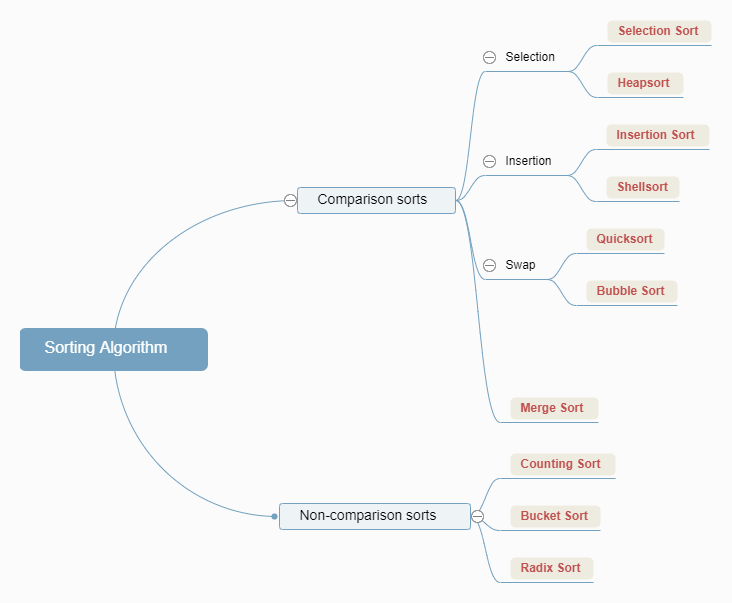 Selection Sort
Selection
Heapsort
Insertion Sort
Insertion
Shellsort
Comparison sorts
Quicksort
Swap
Bubble Sort
Sorting Algorithm
Merge Sort
Counting Sort
Non-comparison sorts
Bucket Sort
Radix Sort